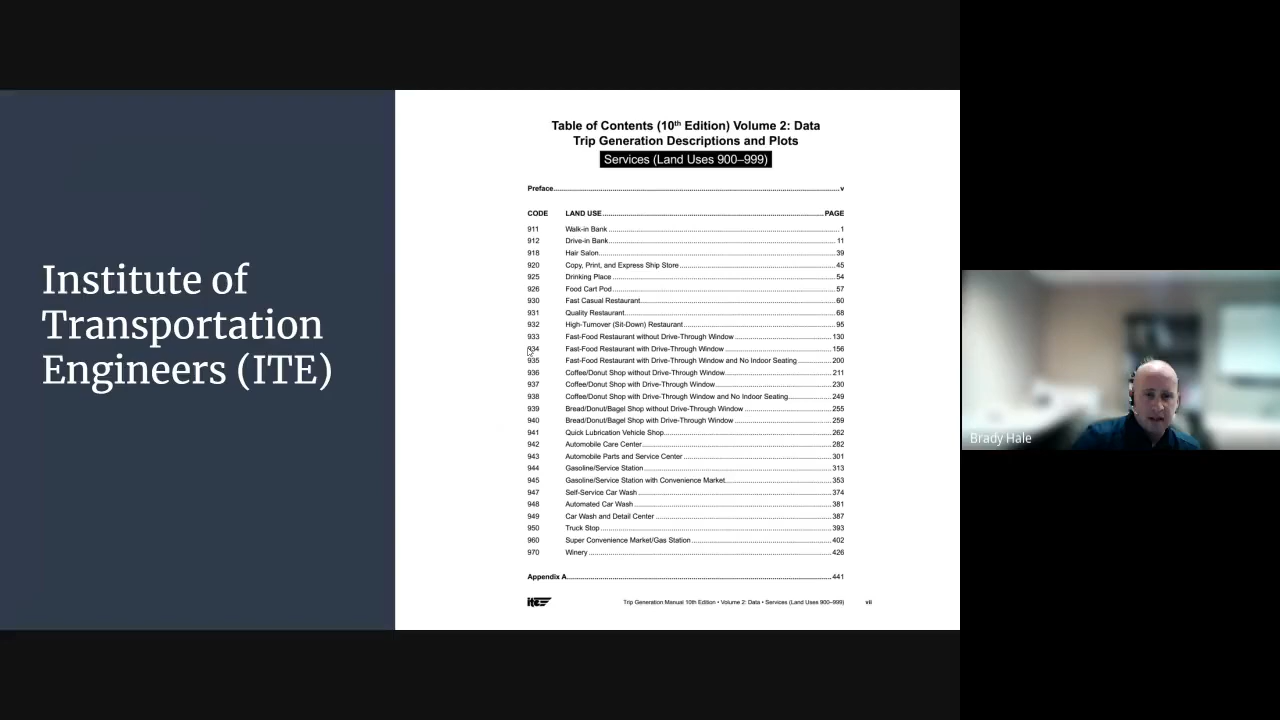 Institute of
Transportation
Engineers (ITE)
Table of Contents (10th Edition) Volume 2: Data
Trip Generation Descriptions and Plots
Services (Land Uses 900–999)
Preface....................v
CODE LAND USE....................PAGE
911 Walk-in Bank....................1
912 Drive-in Bank....................11
918 Hair Salon....................39
920 Copy, Print, and Express Ship Store....................45
925 Drinking Place....................54
926 Food Cart Pod....................57
930 Fast Casual Restaurant....................60
931 Quality Restaurant....................68
932 High-Turnover (Sit-Down) Restaurant....................95
933 Fast-Food Restaurant without Drive-Through Window....................130
934 Fast-Food Restaurant with Drive-Through Window....................156
935 Fast-Food Restaurant with Drive-Through Window and No Indoor Seating....................200
936 Coffee/Donut Shop without Drive-Through Window....................211
937 Coffee/Donut Shop with Drive-Through Window....................230
938 Coffee/Donut Shop with Drive-Through Window and No Indoor Seating....................249
939 Bread/Donut/Bagel Shop without Drive-Through Window....................255
940 Bread/Donut/Bagel Shop with Drive-Through Window....................259
941 Quick Lubrication Vehicle Shop....................262
942 Automobile Care Center....................282
943 Automobile Parts and Service Center....................301
944 Gasoline/Service Station....................313
945 Gasoline/Service Station with Convenience Market....................353
947 Self-Service Car Wash....................374
948 Automated Car Wash....................381
949 Car Wash and Detail Center....................387
950 Truck Stop....................393
960 Super Convenience Market/Gas Station....................402
970 Winery....................426
Appendix A....................441
ite Trip Generation Manual 10th Edition • Volume 2: Data • Services (Land Uses 900–999) vii
Brady Hale